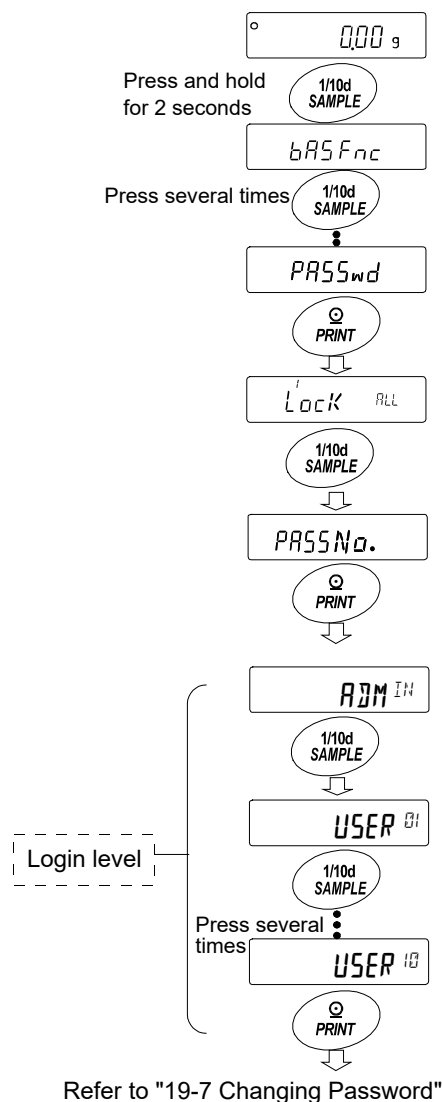 0.00 g
Press and hold
for 2 seconds
1/10d
SAMPLE
bASFnc
Press several times
1/10d
SAMPLE
PASSwd
PRINT
Lock 1 ALL
1/10d
SAMPLE
PASSNo.
PRINT
ADMIN
1/10d
SAMPLE
USER 01
Login level
1/10d
SAMPLE
Press several
times
USER 10
PRINT
Refer to "19-7 Changing Password"